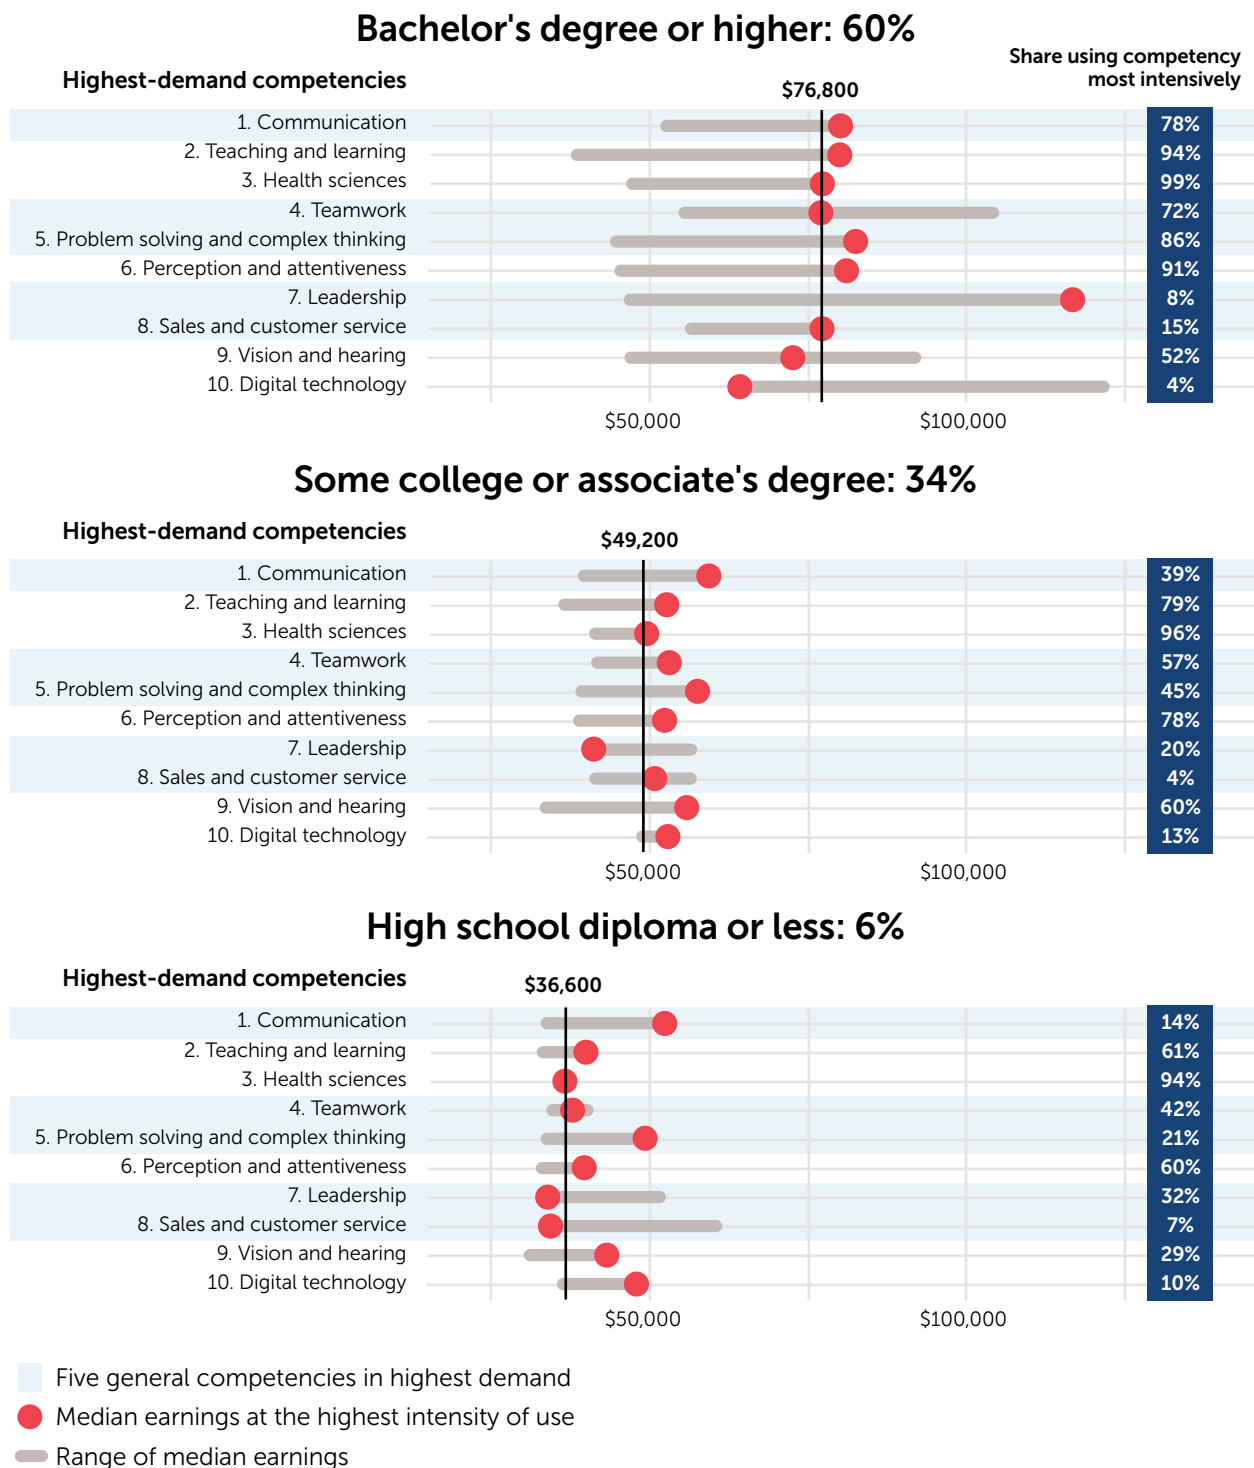 Bachelor's degree or higher: 60%
Share using competency
most intensively
Highest-demand competencies
$76,800
1. Communication 78%
2. Teaching and learning 94%
3. Health sciences 99%
4. Teamwork 72%
5. Problem solving and complex thinking 86%
6. Perception and attentiveness 91%
7. Leadership 8%
8. Sales and customer service 15%
9. Vision and hearing 52%
10. Digital technology 4%
$50,000 $100,000
Some college or associate's degree: 34%
Highest-demand competencies
$49,200
1. Communication 39%
2. Teaching and learning 79%
3. Health sciences 96%
4. Teamwork 57%
5. Problem solving and complex thinking 45%
6. Perception and attentiveness 78%
7. Leadership 20%
8. Sales and customer service 4%
9. Vision and hearing 60%
10. Digital technology 13%
$50,000 $100,000
High school diploma or less: 6%
Highest-demand competencies
$36,600
1. Communication 14%
2. Teaching and learning 61%
3. Health sciences 94%
4. Teamwork 42%
5. Problem solving and complex thinking 21%
6. Perception and attentiveness 60%
7. Leadership 32%
8. Sales and customer service 7%
9. Vision and hearing 29%
10. Digital technology 10%
$50,000 $100,000
Five general competencies in highest demand
Median earnings at the highest intensity of use
Range of median earnings